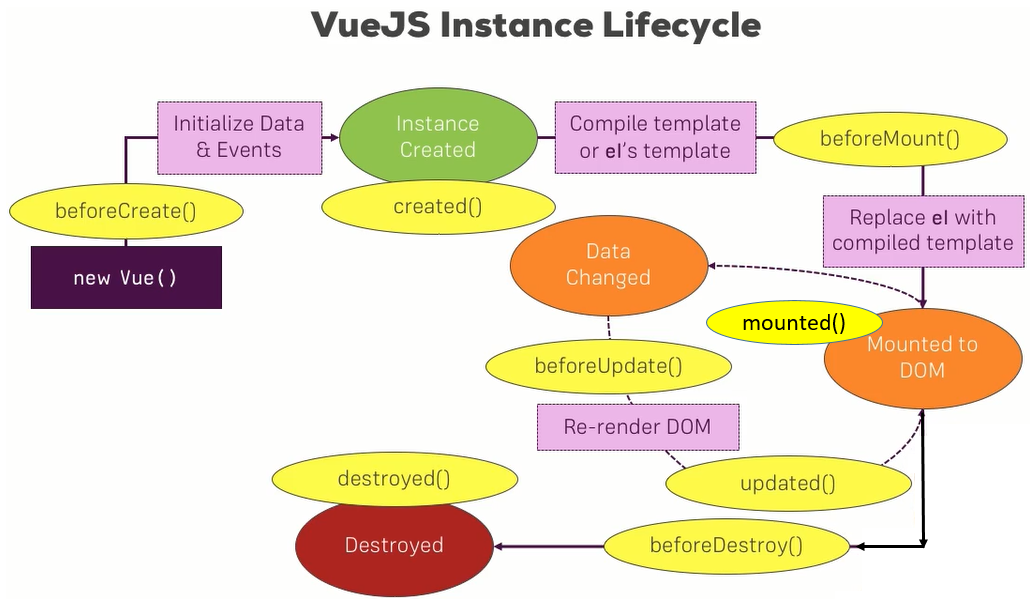 VueJS Instance Lifecycle
Initialize Data
& Events
Instance
Created
Compile template
or el's template
beforeMount()
beforeCreate()
created()
Replace el with
compiled template
new Vue()
Data
Changed
mounted()
Mounted to
DOM
beforeUpdate()
Re-render DOM
destroyed()
updated()
Destroyed
beforeDestroy()